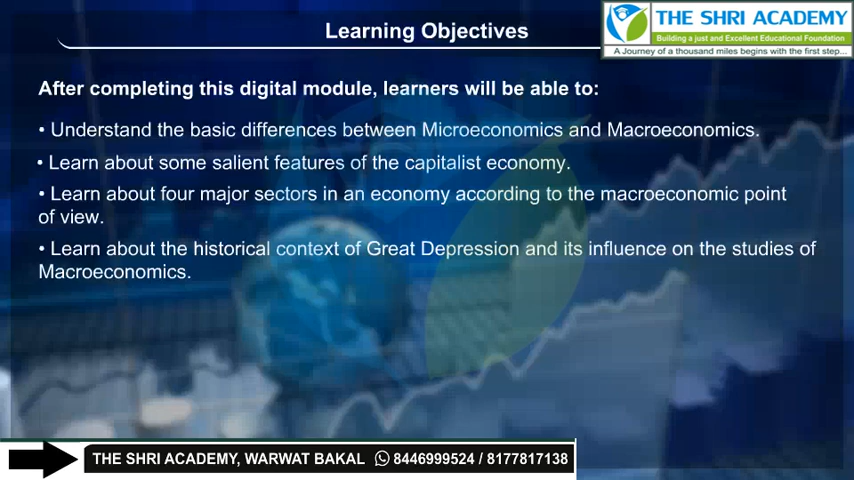 Learning Objectives
THE SHRI ACADEMY
Building a just and Excellent Educational Foundation
A Journey of a thousand miles begins with the first step...
After completing this digital module, learners will be able to:
• Understand the basic differences between Microeconomics and Macroeconomics.
• Learn about some salient features of the capitalist economy.
• Learn about four major sectors in an economy according to the macroeconomic point
of view.
• Learn about the historical context of Great Depression and its influence on the studies of
Macroeconomics.
THE SHRI ACADEMY, WARWAT BAKAL 8446999524 / 8177817138